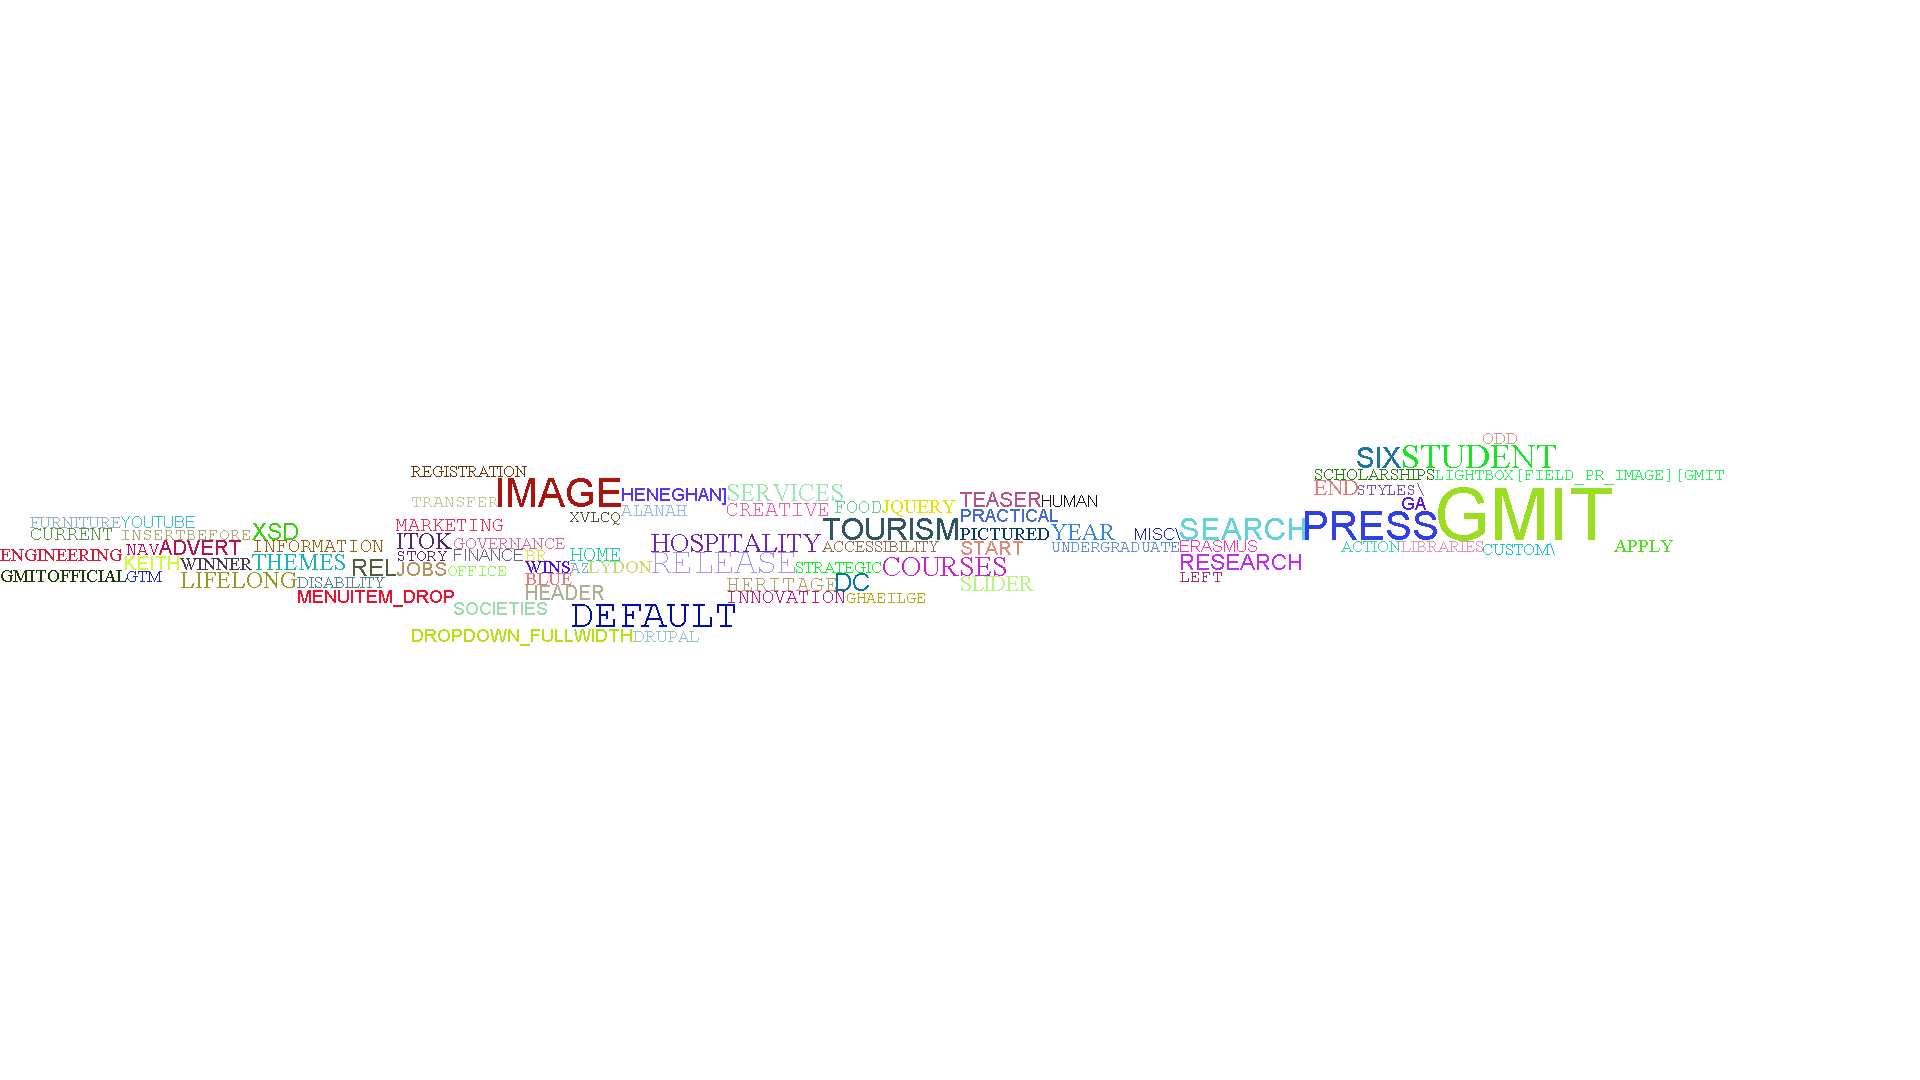 ODD
SIX STUDENT
REGISTRATION
SCHOLARSHIPS LIGHTBOX[FIELD_PR_IMAGE][GMIT
END STYLES\
TRANSFER IMAGE HENEGHAN] SERVICES
TEASER HUMAN
GA GMIT
XVLCQ ALANAH CREATIVE FOOD JQUERY
PRACTICAL
FURNITURE YOUTUBE
MARKETING
TOURISM PICTURED YEAR MISC\ SEARCH PRESS
CURRENT INSERTBEFORE XSD
ITOK GOVERNANCE HOSPITALITY ACCESSIBILITY
START UNDERGRADUATE ERASMUS ACTION LIBRARIES CUSTOM\ APPLY
NAV ADVERT INFORMATION
ENGINEERING KEITH WINNER THEMES
STORY FINANCE HOME
RESEARCH
REL JOBS OFFICE WINS AZ LYDON RELEASE STRATEGIC COURSES
LEFT
GMITOFFICIAL GTM LIFELONG DISABILITY
BLUE HERITAGE DC SLIDER
MENUITEM_DROP HEADER
INNOVATION GHAEILGE
SOCIETIES DEFAULT
DROPDOWN_FULLWIDTH DRUPAL